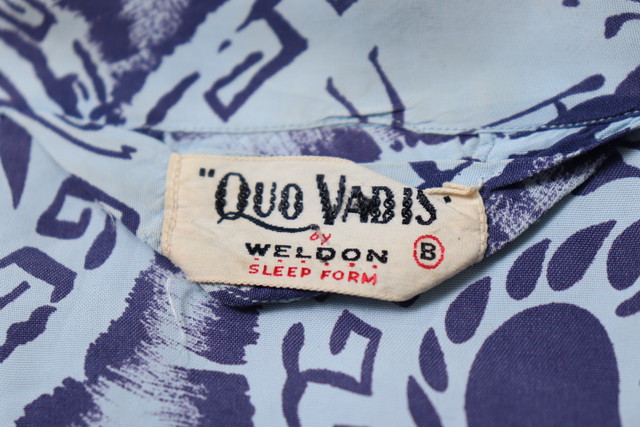 "QUO VADIS"
by
WELDON B
SLEEP FORM